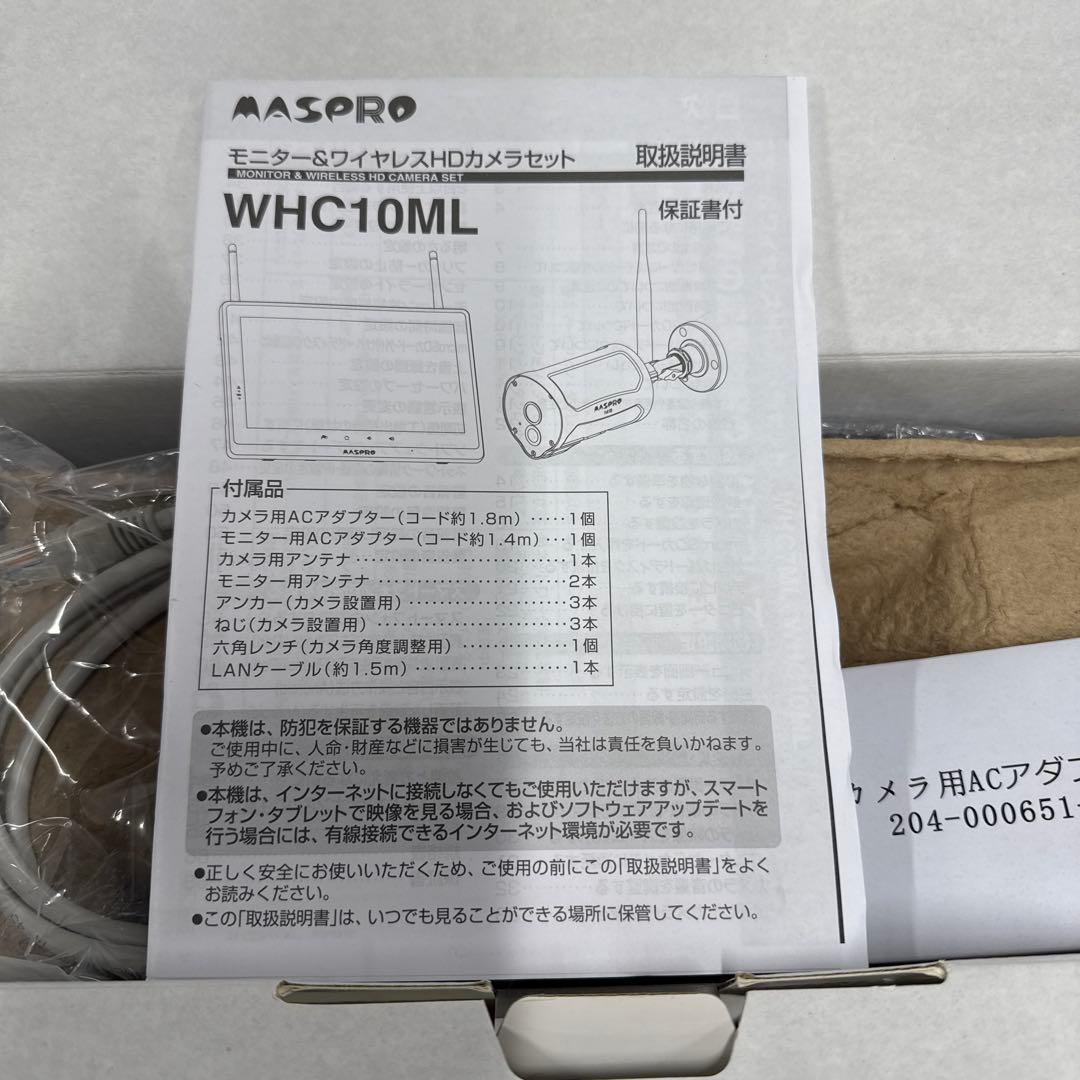 MASPRO
モニター&ワイヤレスHDカメラセット 取扱説明書
MONITOR & WIRELESS HD CAMERA SET
WHC10ML 保証書付
MASPRO
MASPRO
付属品
カメラ用ACアダプター(コード約1.8m) ‥‥‥ 1個
モニター用ACアダプター(コード約1.4m) ‥‥ 1個
カメラ用アンテナ ‥‥‥‥‥‥‥‥‥‥‥ 1本
モニター用アンテナ ‥‥‥‥‥‥‥‥‥‥ 2本
アンカー(カメラ設置用) ‥‥‥‥‥‥‥‥ 3本
ねじ(カメラ設置用) ‥‥‥‥‥‥‥‥‥‥ 3本
六角レンチ(カメラ角度調整用) ‥‥‥‥‥ 1個
LANケーブル(約1.5m) ‥‥‥‥‥‥‥‥‥ 1本
●本機は、防犯を保証する機器ではありません。
ご使用中に、人命・財産などに損害が生じても、当社は責任を負いかねます。
予めご了承ください。
●本機は、インターネットに接続しなくてもご使用いただけますが、スマート
フォン・タブレットで映像を見る場合、およびソフトウェアアップデートを
行う場合には、有線接続できるインターネット環境が必要です。
●正しく安全にお使いいただくため、ご使用の前にこの「取扱説明書」をよく
お読みください。
●この「取扱説明書」は、いつでも見ることができる場所に保管してください。
カメラ用ACアダプ
204-000651-